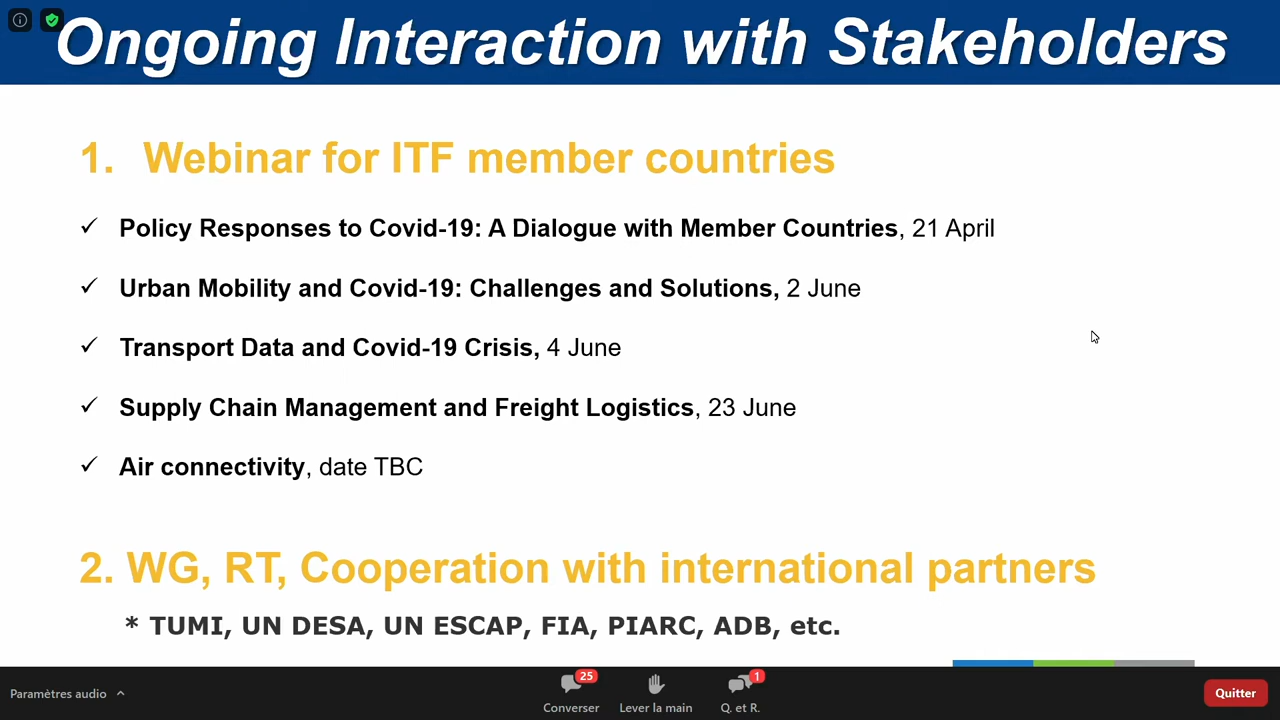 Ongoing Interaction with Stakeholders
1. Webinar for ITF member countries
✓ Policy Responses to Covid-19: A Dialogue with Member Countries, 21 April
✓ Urban Mobility and Covid-19: Challenges and Solutions, 2 June
✓ Transport Data and Covid-19 Crisis, 4 June
✓ Supply Chain Management and Freight Logistics, 23 June
✓ Air connectivity, date TBC
2. WG, RT, Cooperation with international partners
* TUMI, UN DESA, UN ESCAP, FIA, PIARC, ADB, etc.
Paramètres audio
25
Converser
Lever la main
1
Q. et R.
Quitter